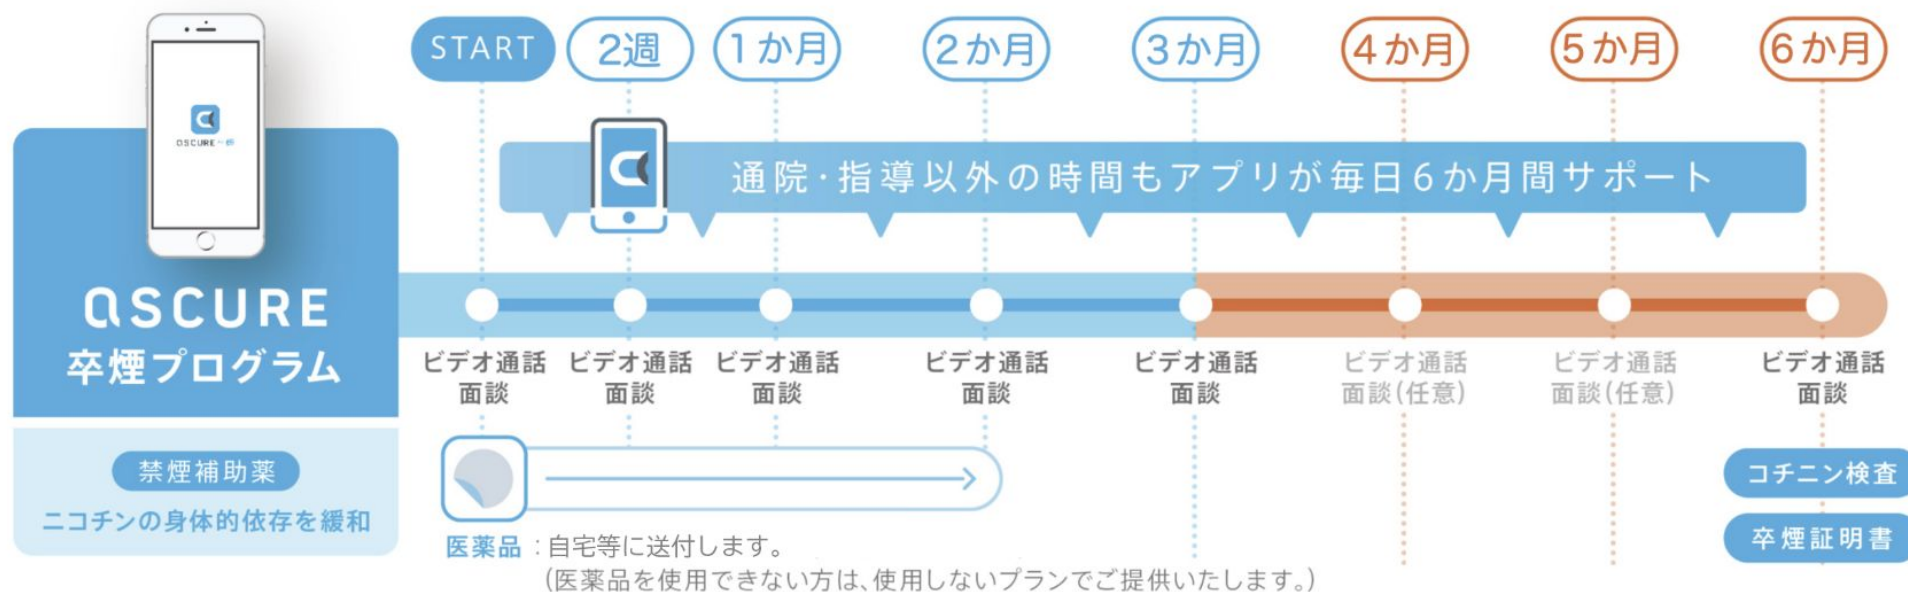 START
2週
1か月
2か月
3か月
4か月
5か月
6か月
ascure
通院・指導以外の時間もアプリが毎日6か月間サポート
ascure
卒煙プログラム
ビデオ通話
面談
ビデオ通話
面談
ビデオ通話
面談
ビデオ通話
面談
ビデオ通話
面談
ビデオ通話
面談(任意)
ビデオ通話
面談(任意)
ビデオ通話
面談
禁煙補助薬
ニコチンの身体的依存を緩和
コチニン検査
卒煙証明書
医薬品:自宅等に送付します。
(医薬品を使用できない方は、使用しないプランでご提供いたします。)